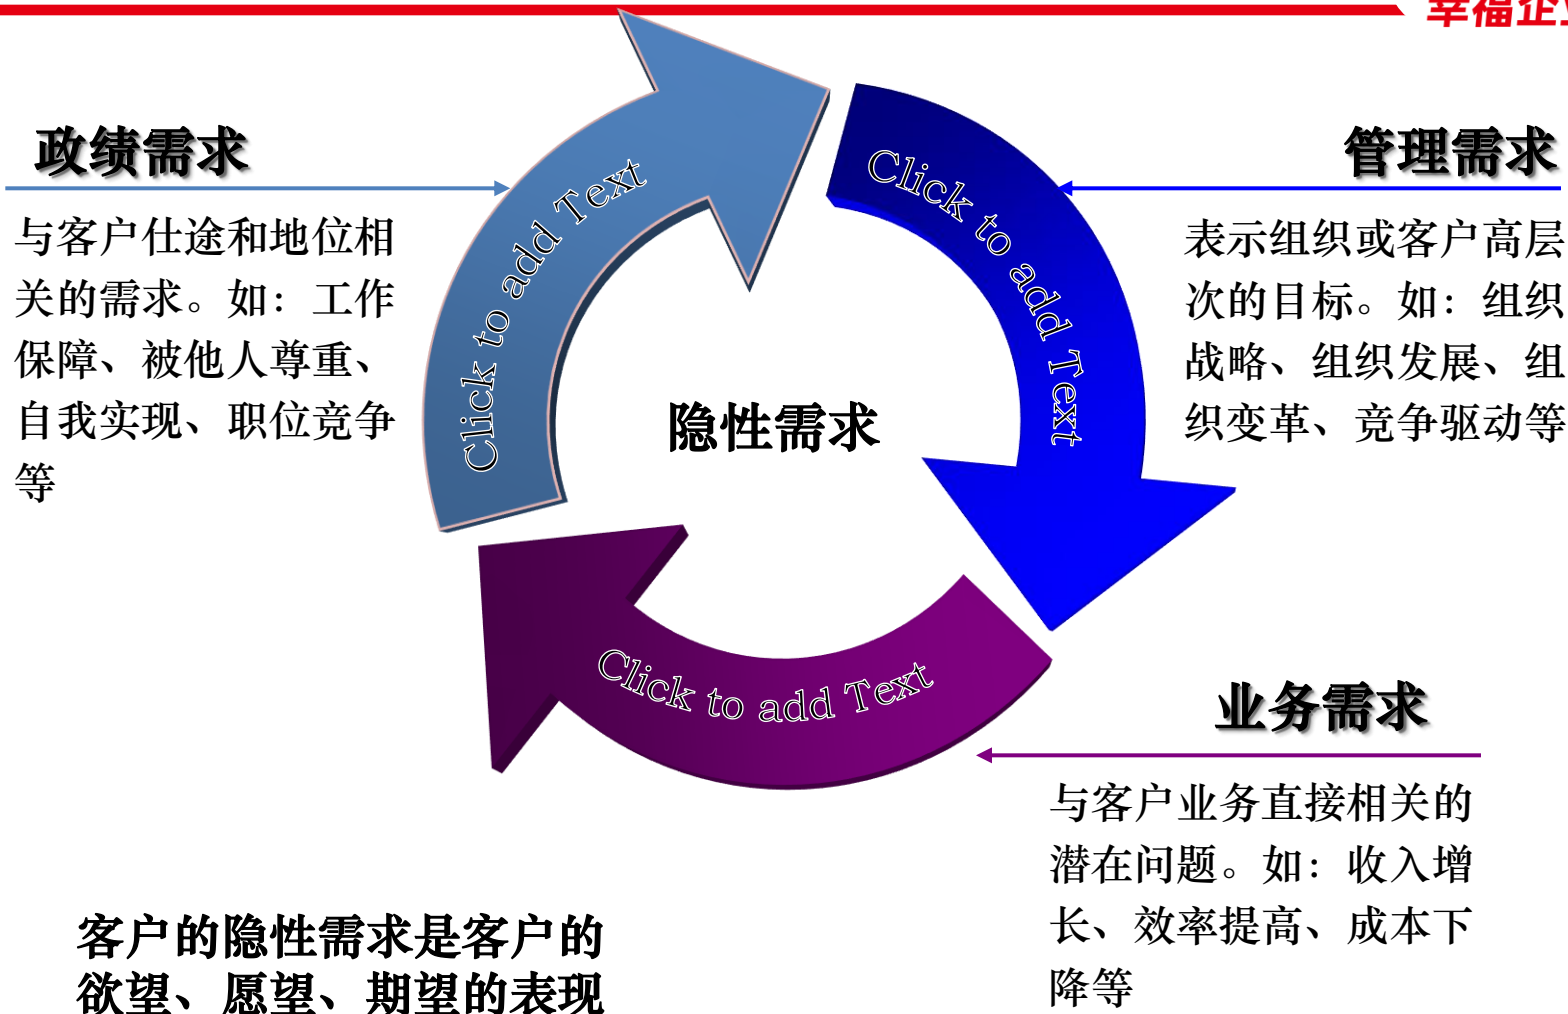 幸福企业
政绩需求
与客户仕途和地位相
关的需求。如：工作
保障、被他人尊重、
自我实现、职位竞争
等
Click to add Text
隐性需求
Click to add Text
管理需求
表示组织或客户高层
次的目标。如：组织
战略、组织发展、组
织变革、竞争驱动等
Click to add Text
业务需求
与客户业务直接相关的
潜在问题。如：收入增
长、效率提高、成本下
降等
客户的隐性需求是客户的
欲望、愿望、期望的表现